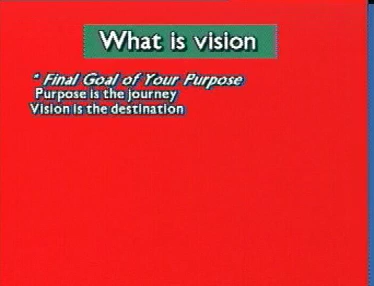 What is vision
* Final Goal of Your Purpose
Purpose is the journey
Vision is the destination